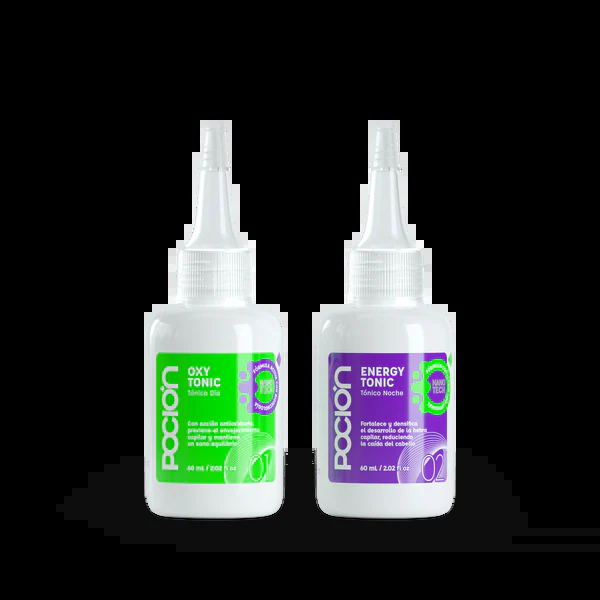 poción
OXY
TONIC
Tónico Día
NANO
TECH
Con acción antioxidante,
previene el envejecimiento
capilar y mantiene
un sano equilibrio.
60 mL / 2.02 fl oz
01
poción
ENERGY
TONIC
Tónico Noche
NANO
TECH
Fortalece y densifica
el desarrollo de la fibra
capilar, reduciendo
la caída del cabello.
60 mL / 2.02 fl oz
02